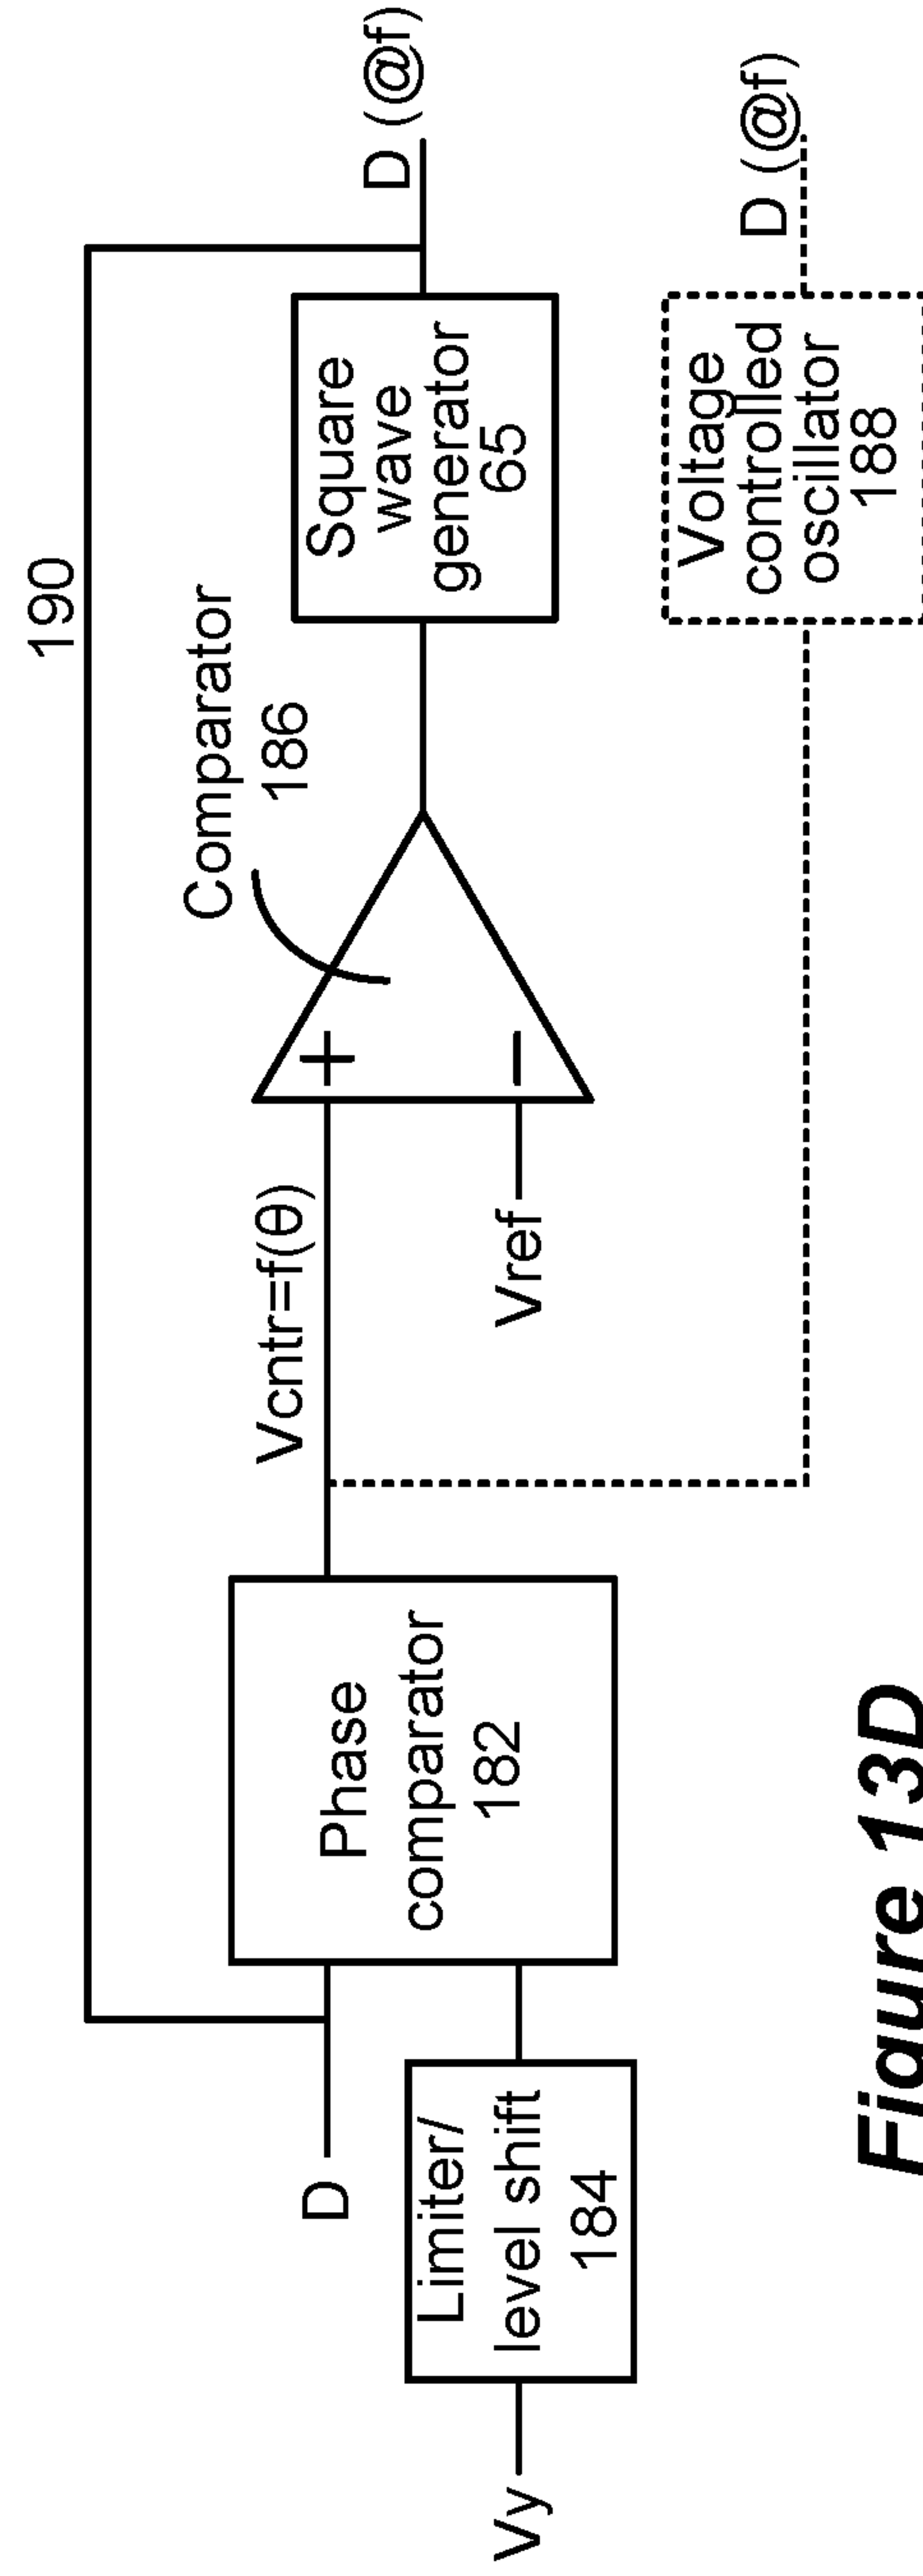 190
D (@f)
Comparator
186
Square
wave
generator
65
Vcntr=f(θ)
+
−
Vref
Phase
comparator
182
D
Limiter/
level shift
184
Vy
Voltage
controlled
oscillator
188
D (@f)
Figure 13D